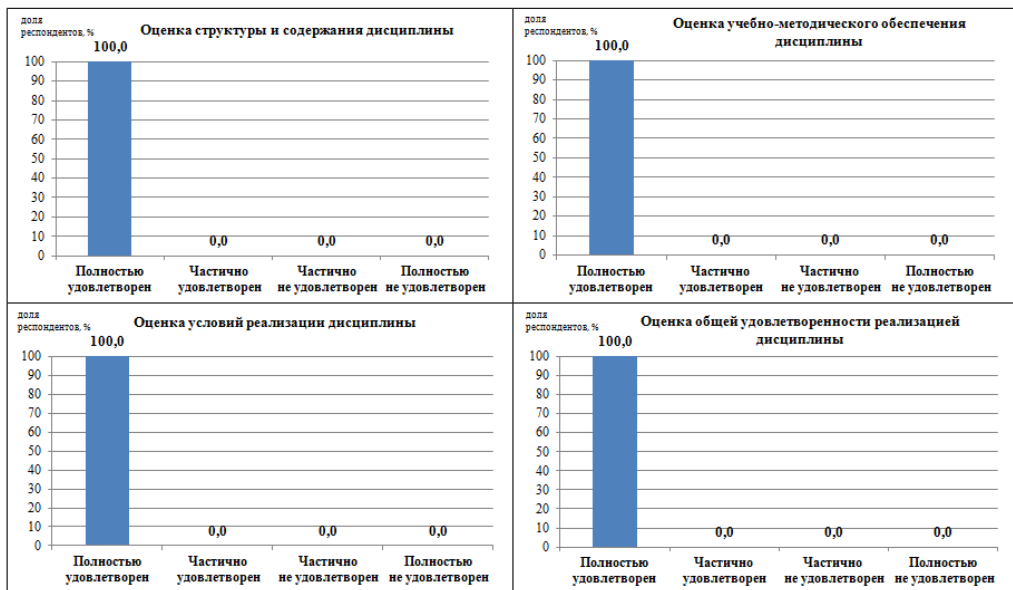 доля
респондентов, %
Оценка структуры и содержания дисциплины
100,0
100
90
80
70
60
50
40
30
20
10
0
0,0 0,0 0,0
Полностью удовлетворен
Частично удовлетворен
Частично не удовлетворен
Полностью не удовлетворен
доля
респондентов, %
Оценка учебно-методического обеспечения
дисциплины
100,0
100
90
80
70
60
50
40
30
20
10
0
0,0 0,0 0,0
Полностью удовлетворен
Частично удовлетворен
Частично не удовлетворен
Полностью не удовлетворен
доля
респондентов, %
Оценка условий реализации дисциплины
100,0
100
90
80
70
60
50
40
30
20
10
0
0,0 0,0 0,0
Полностью удовлетворен
Частично удовлетворен
Частично не удовлетворен
Полностью не удовлетворен
доля
респондентов, %
Оценка общей удовлетворенности реализацией
дисциплины
100,0
100
90
80
70
60
50
40
30
20
10
0
0,0 0,0 0,0
Полностью удовлетворен
Частично удовлетворен
Частично не удовлетворен
Полностью не удовлетворен